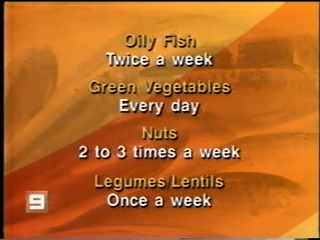 Oily Fish
Twice a week
Green Vegetables
Every day
Nuts
2 to 3 times a week
Legumes/Lentils
Once a week
9